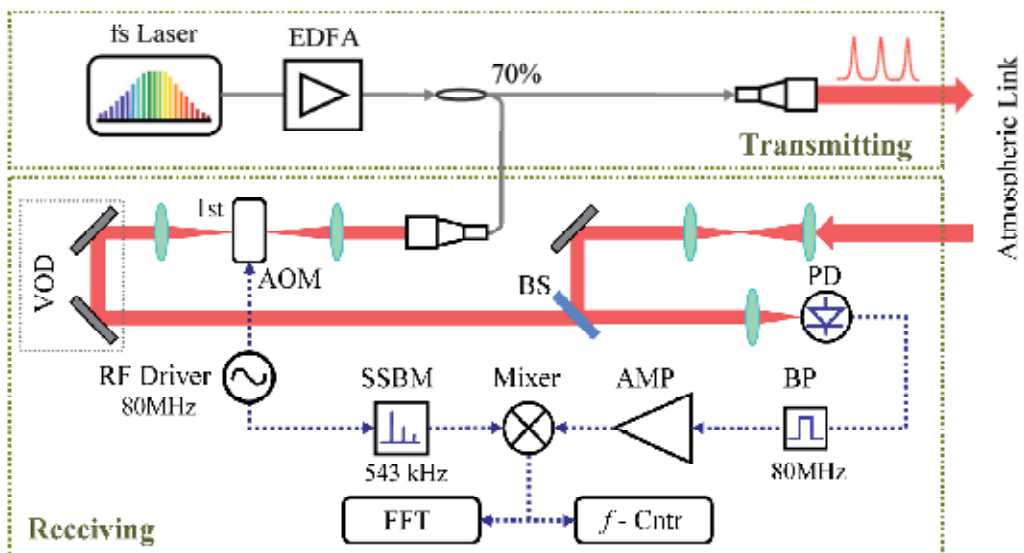 fs Laser
EDFA
70%
Transmitting
Atmospheric Link
1st
AOM
VOD
BS
PD
RF Driver
80MHz
SSBM
543 kHz
Mixer
AMP
BP
80MHz
FFT
f - Cntr
Receiving